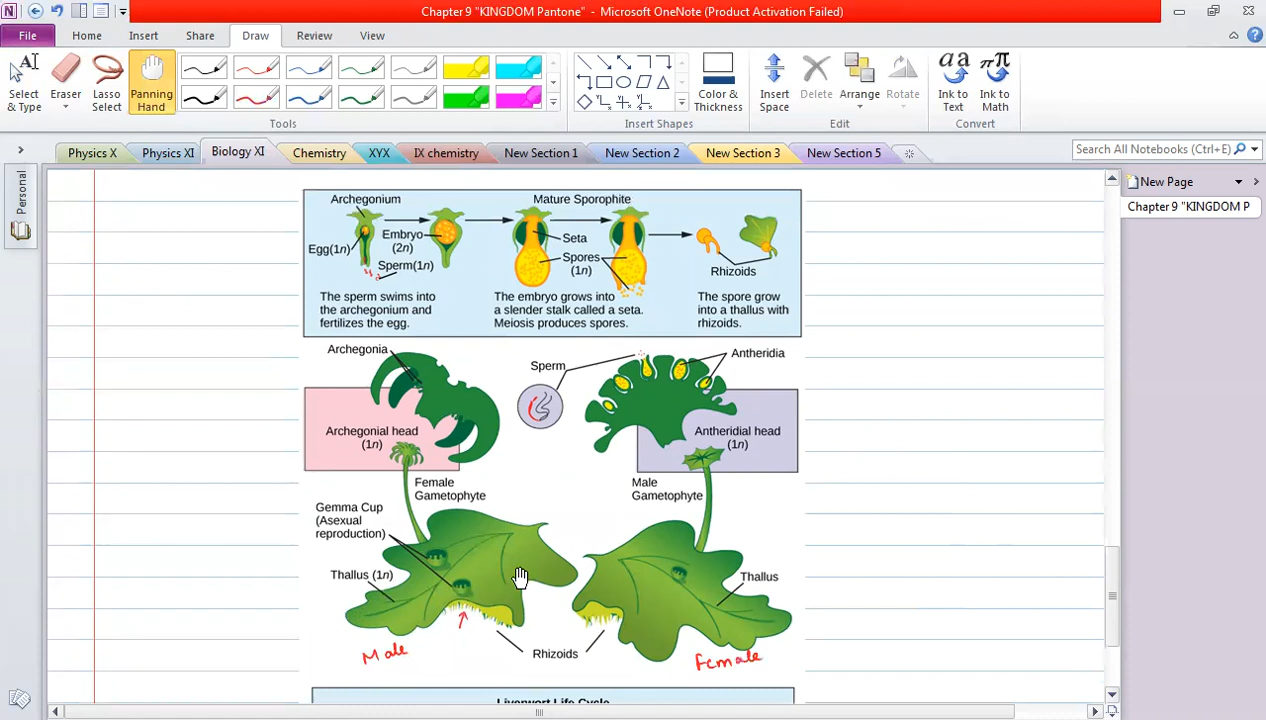 Chapter 9 "KINGDOM Pantone" - Microsoft OneNote (Product Activation Failed)
File Home Insert Share Draw Review View
Select & Type
Eraser
Lasso Select
Panning Hand
Color & Thickness
Insert Space
Delete
Arrange
Rotate
Ink to Text
Ink to Math
Tools
Insert Shapes
Edit
Convert
Physics X Physics XI Biology XI Chemistry XYX IX chemistry New Section 1 New Section 2 New Section 3 New Section 5
Search All Notebooks (Ctrl+E)
Personal
New Page
Chapter 9 "KINGDOM P
Archegonium
Mature Sporophite
Egg(1n)
Embryo
(2n)
Sperm(1n)
Seta
Spores
(1n)
Rhizoids
The sperm swims into
the archegonium and
fertilizes the egg.
The embryo grows into
a slender stalk called a seta.
Meiosis produces spores.
The spore grow
into a thallus with
rhizoids.
Archegonia
Sperm
Antheridia
Archegonial head
(1n)
Antheridial head
(1n)
Female
Gametophyte
Male
Gametophyte
Gemma Cup
(Asexual
reproduction)
Thallus (1n)
Thallus
Rhizoids
Male
Female
Liverwort Life Cycle